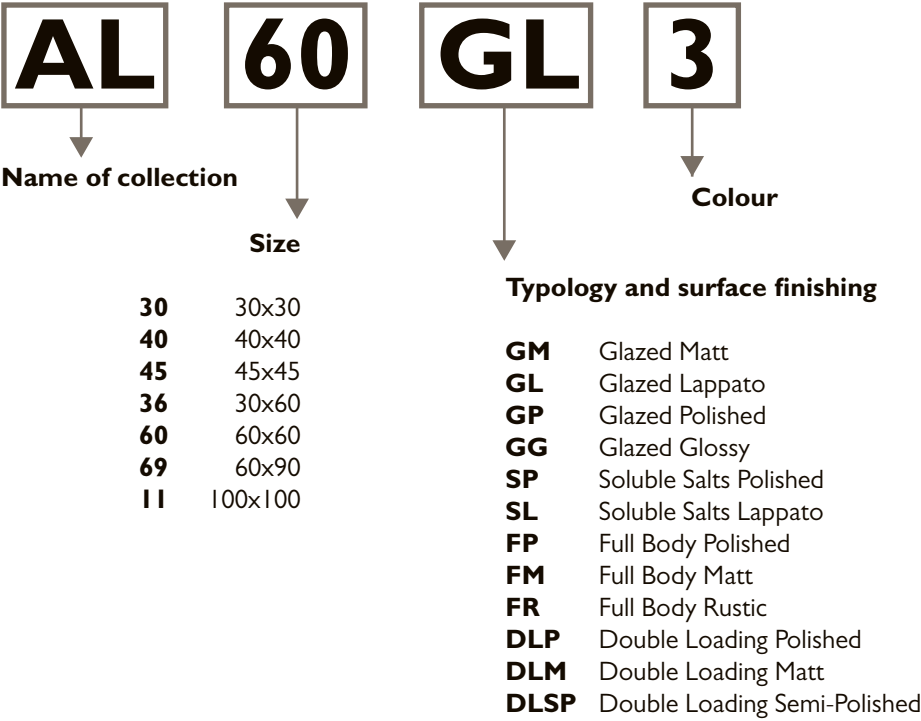 AL 60 GL 3
Name of collection
Colour
Size
30 30x30
40 40x40
45 45x45
36 30x60
60 60x60
69 60x90
11 100x100
Typology and surface finishing
GM Glazed Matt
GL Glazed Lappato
GP Glazed Polished
GG Glazed Glossy
SP Soluble Salts Polished
SL Soluble Salts Lappato
FP Full Body Polished
FM Full Body Matt
FR Full Body Rustic
DLP Double Loading Polished
DLM Double Loading Matt
DLSP Double Loading Semi-Polished